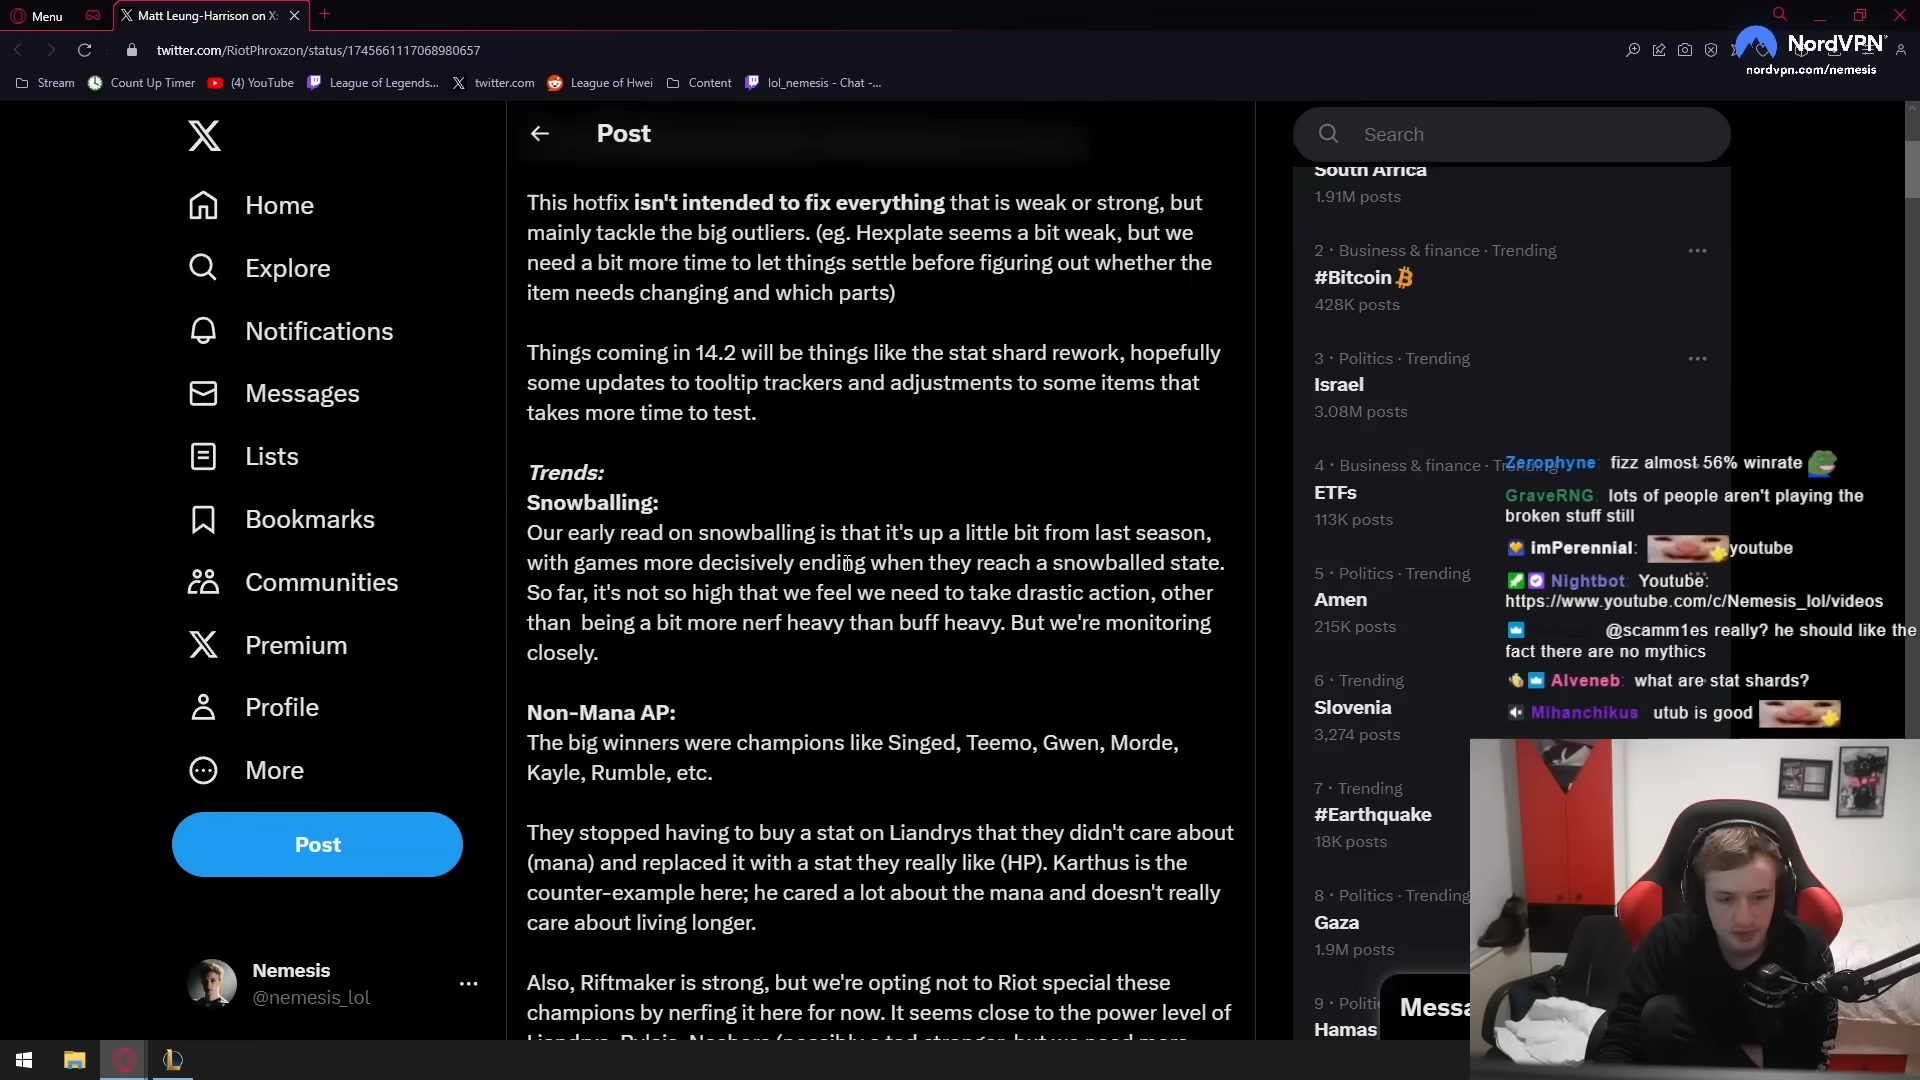 Menu
Matt Leung-Harrison on X:
twitter.com/RiotPhroxzon/status/1745661117068980657
NordVPN
nordvpn.com/nemesis
Stream
Count Up Timer
(4) YouTube
League of Legends...
twitter.com
League of Hwei
Content
lol_nemesis - Chat -...
Home
Explore
Notifications
Messages
Lists
Bookmarks
Communities
Premium
Profile
More
Post
Nemesis
@nemesis_lol
Post
This hotfix isn't intended to fix everything that is weak or strong, but
mainly tackle the big outliers. (eg. Hexplate seems a bit weak, but we
need a bit more time to let things settle before figuring out whether the
item needs changing and which parts)
Things coming in 14.2 will be things like the stat shard rework, hopefully
some updates to tooltip trackers and adjustments to some items that
takes more time to test.
Trends:
Snowballing:
Our early read on snowballing is that it's up a little bit from last season,
with games more decisively ending when they reach a snowballed state.
So far, it's not so high that we feel we need to take drastic action, other
than being a bit more nerf heavy than buff heavy. But we're monitoring
closely.
Non-Mana AP:
The big winners were champions like Singed, Teemo, Gwen, Morde,
Kayle, Rumble, etc.
They stopped having to buy a stat on Liandrys that they didn't care about
(mana) and replaced it with a stat they really like (HP). Karthus is the
counter-example here; he cared a lot about the mana and doesn't really
care about living longer.
Also, Riftmaker is strong, but we're opting not to Riot special these
champions by nerfing it here for now. It seems close to the power level of
Search
South Africa
1.91M posts
2 · Business & finance · Trending
#Bitcoin
428K posts
3 · Politics · Trending
Israel
3.08M posts
4 · Business & finance · Trending
ETFs
113K posts
5 · Trending
Amen
215K posts
6 · Trending
Slovenia
3,274 posts
7 · Trending
#Earthquake
18K posts
8 · Politics · Trending
Gaza
1.9M posts
9 · Politi
Hamas
Messa
Zerophyne: fizz almost 56% winrate
GraveRNG: lots of people aren't playing the
broken stuff still
imPerennial: youtube
Nightbot: Youtube:
https://www.youtube.com/c/Nemesis_lol/videos
@scamm1es really? he should like the
fact there are no mythics
Alveneb: what are stat shards?
Mihanchikus utub is good